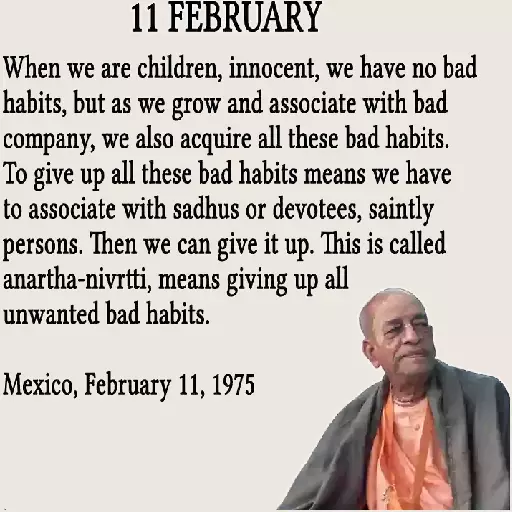 11 FEBRUARY
When we are children, innocent, we have no bad
habits, but as we grow and associate with bad
company, we also acquire all these bad habits.
To give up all these bad habits means we have
to associate with sadhus or devotees, saintly
persons. Then we can give it up. This is called
anartha-nivrtti, means giving up all
unwanted bad habits.
Mexico, February 11, 1975